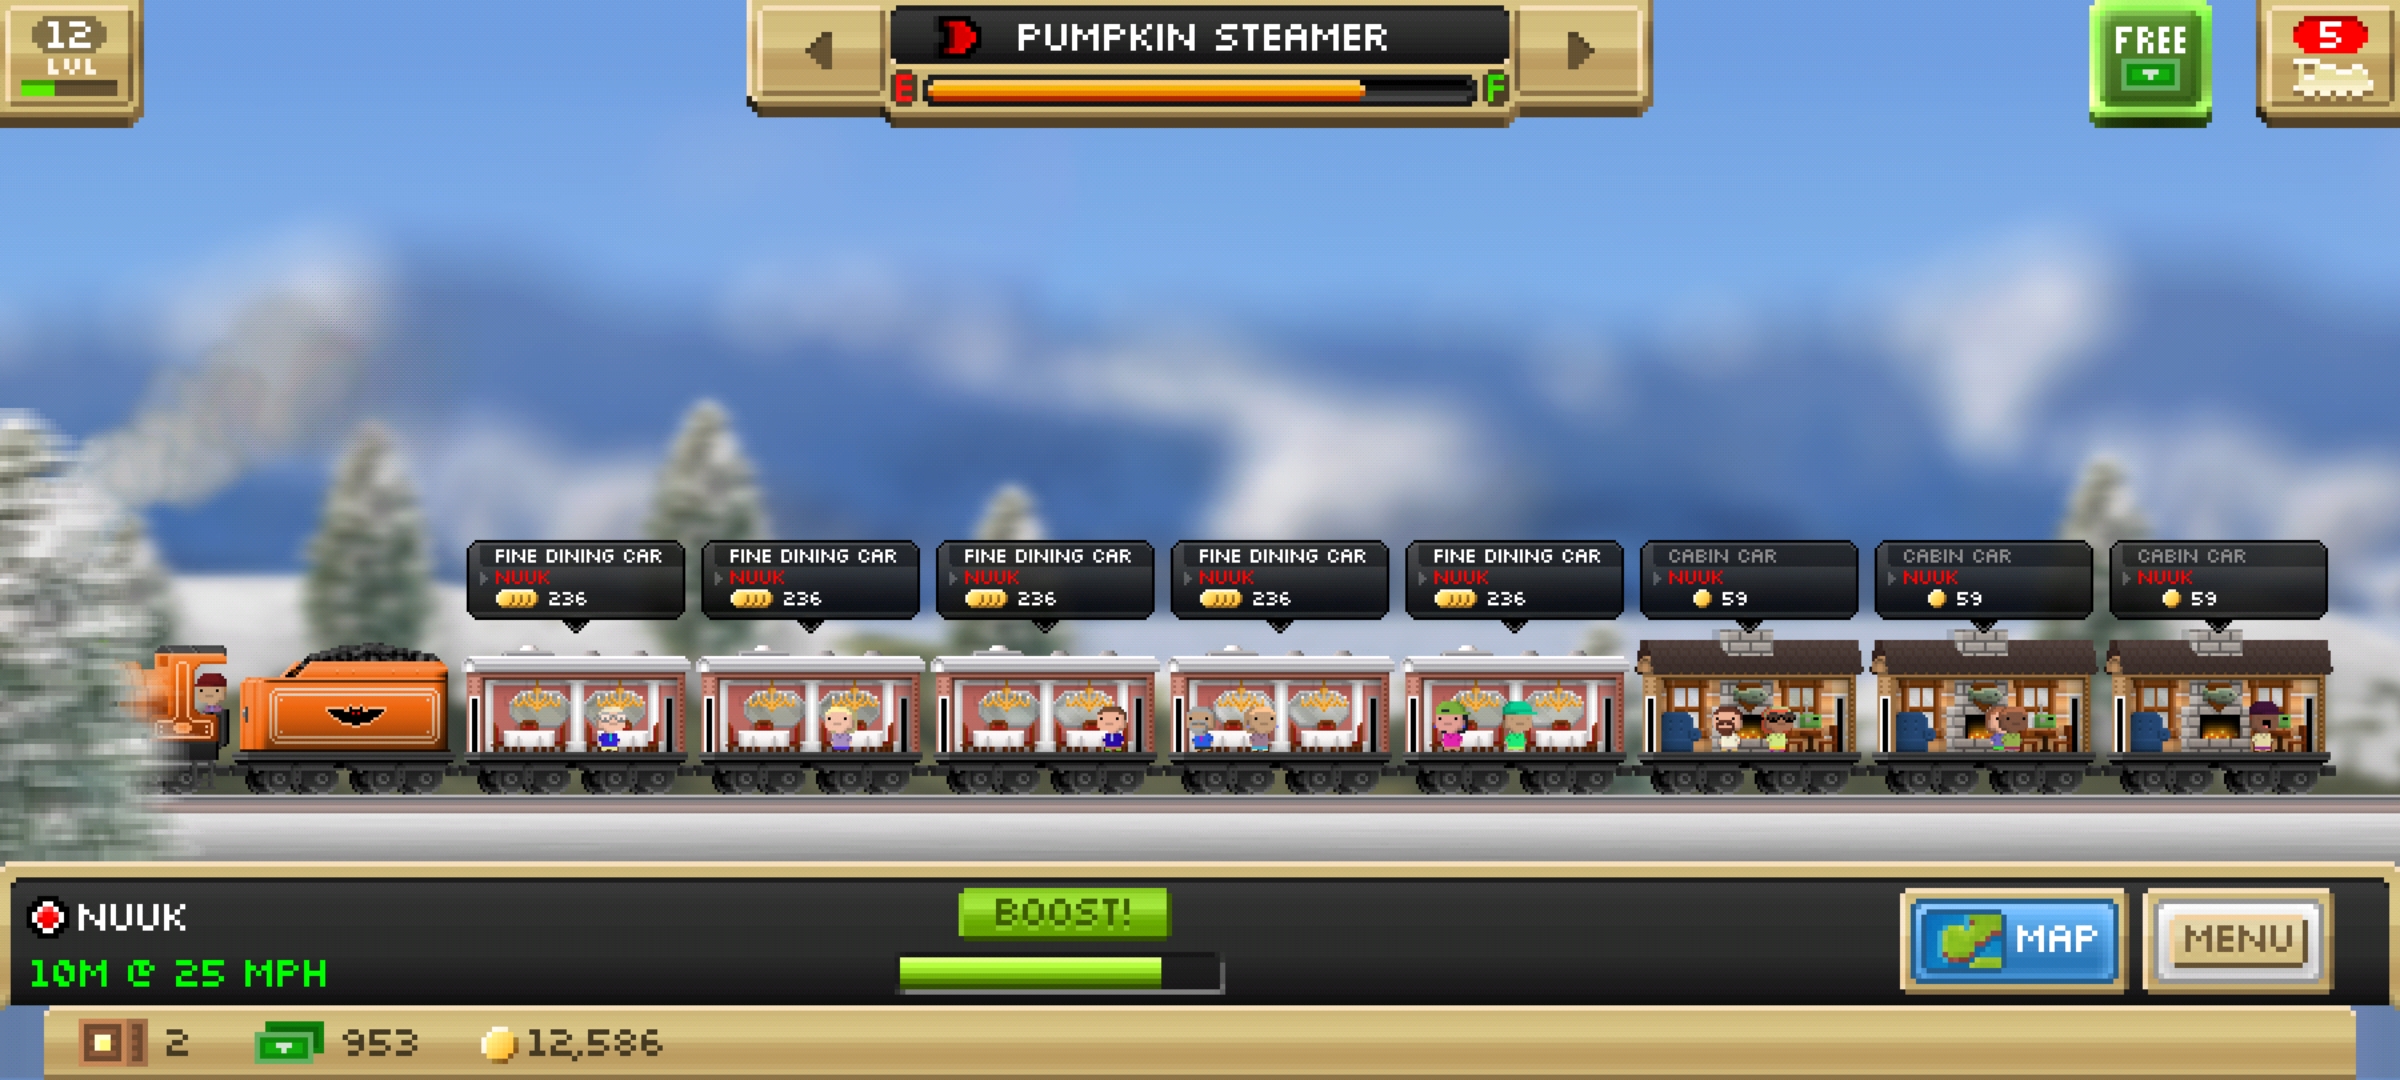 12
LVL
PUMPKIN STEAMER
E F
FREE
5
FINE DINING CAR
NUUK
236
FINE DINING CAR
NUUK
236
FINE DINING CAR
NUUK
236
FINE DINING CAR
NUUK
236
FINE DINING CAR
NUUK
236
CABIN CAR
NUUK
59
CABIN CAR
NUUK
59
CABIN CAR
NUUK
59
NUUK
10M @ 25 MPH
BOOST!
MAP
MENU
2
953
12,586